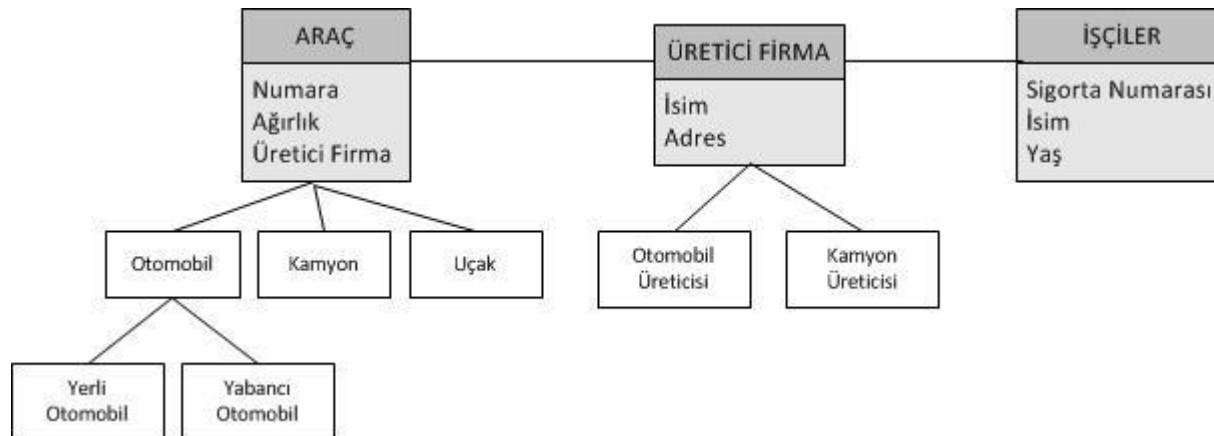 ARAÇ
Numara
Ağırlık
Üretici Firma
ÜRETİCİ FİRMA
İsim
Adres
İŞÇİLER
Sigorta Numarası
İsim
Yaş
Otomobil
Kamyon
Uçak
Otomobil
Üreticisi
Kamyon
Üreticisi
Yerli
Otomobil
Yabancı
Otomobil